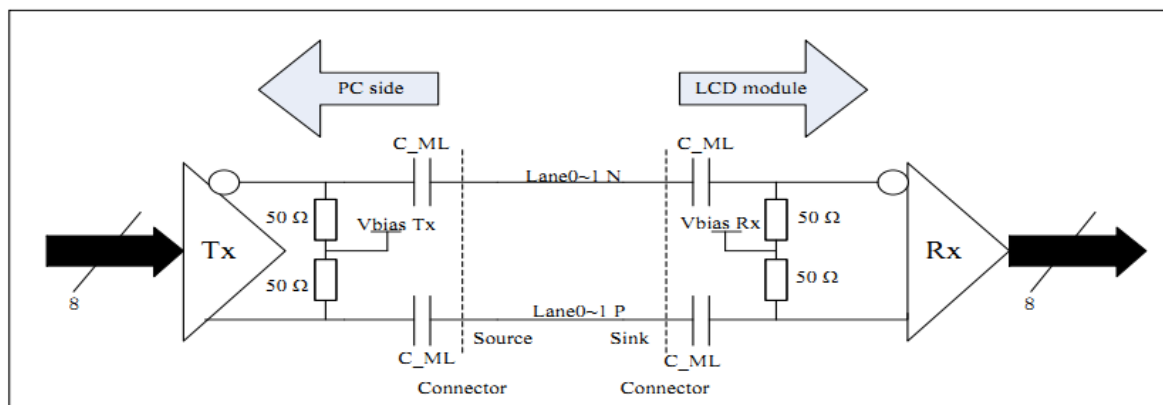 PC side
LCD module
C_ML
C_ML
Lane0~1 N
50 Ω
Vbias Tx
Vbias Rx
50 Ω
Tx
Rx
50 Ω
50 Ω
8
8
Lane0~1 P
Source
Sink
C_ML
C_ML
Connector
Connector